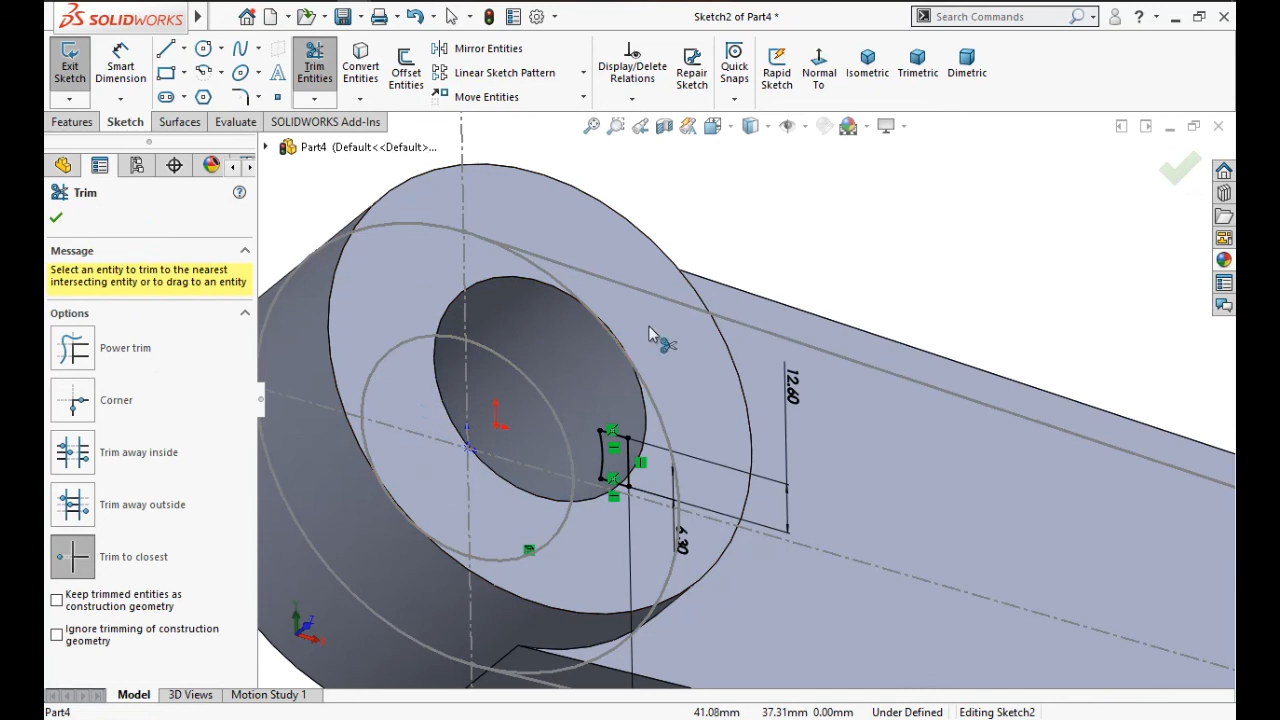 SOLIDWORKS
Sketch2 of Part4 *
Search Commands
?
Exit Sketch
Smart Dimension
Trim Entities
Convert Entities
Offset Entities
Mirror Entities
Linear Sketch Pattern
Move Entities
Display/Delete Relations
Repair Sketch
Quick Snaps
Rapid Sketch
Normal To
Isometric
Trimetric
Dimetric
Features
Sketch
Surfaces
Evaluate
SOLIDWORKS Add-Ins
Part4 (Default<<Default>...
Trim
Message
Select an entity to trim to the nearest
intersecting entity or to drag to an entity
Options
Power trim
Corner
Trim away inside
Trim away outside
Trim to closest
Keep trimmed entities as
construction geometry
Ignore trimming of construction
geometry
12.60
6.30
Y
Z
X
Model
3D Views
Motion Study 1
Part4
41.08mm
37.31mm 0.00mm
Under Defined
Editing Sketch2